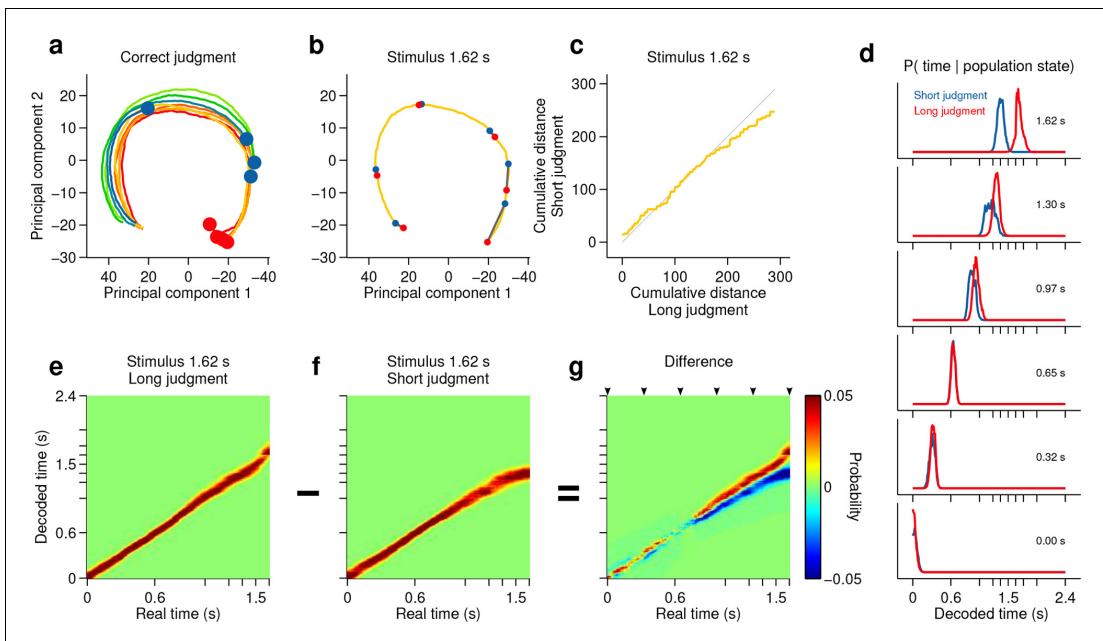 a
Correct judgment
Principal component 2
20
10
0
−10
−20
−30
40
20
0
−20
−40
Principal component 1
b
Stimulus 1.62 s
20
10
0
−10
−20
−30
40
20
0
−20
−40
Principal component 1
c
Stimulus 1.62 s
Cumulative distance
Short judgment
300
200
100
0
0
100
200
300
Cumulative distance
Long judgment
d
P( time | population state)
Short judgment
Long judgment
1.62 s
1.30 s
0.97 s
0.65 s
0.32 s
0.00 s
0
0.6
1.2
2.4
Decoded time (s)
e
Stimulus 1.62 s
Long judgment
Decoded time (s)
2.4
1.5
0.6
0
0
0.6
1.5
Real time (s)
f
Stimulus 1.62 s
Short judgment
0
0.6
1.5
Real time (s)
g
Difference
0
0.6
1.5
Real time (s)
0.05
0
−0.05
Probability